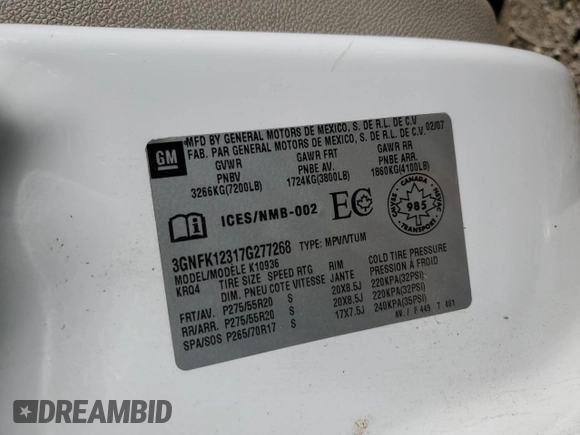 MFD BY GENERAL MOTORS DE MEXICO, S. DE R.L. DE C.V.
FAB. PAR GENERAL MOTORS DE MEXICO, S. DE R.L. DE C.V 02/07
GM
GVWR GAWR FRT GAWR RR
PNBV PNBE AV. PNBE ARR.
3266KG(7200LB) 1724KG(3800LB) 1860KG(4100LB)
ICES/NMB-002 EC
CANADA
CMVSS 985 NSVAC
TRANSPORT
3GNFK12317G277268 TYPE: MPV/VTUM
MODEL/MODÈLE K10936
KRQ4 TIRE SIZE SPEED RTG RIM COLD TIRE PRESSURE
DIM. PNEU COTE VITESSE JANTE PRESSION A FROID
FRT/AV. P275/55R20 S 20X8.5J 220KPA(32PSI)
RR/ARR. P275/55R20 S 20X8.5J 220KPA(32PSI)
SPA/SOS P265/70R17 S 17X7.5J 240KPA(35PSI)
DREAMBID